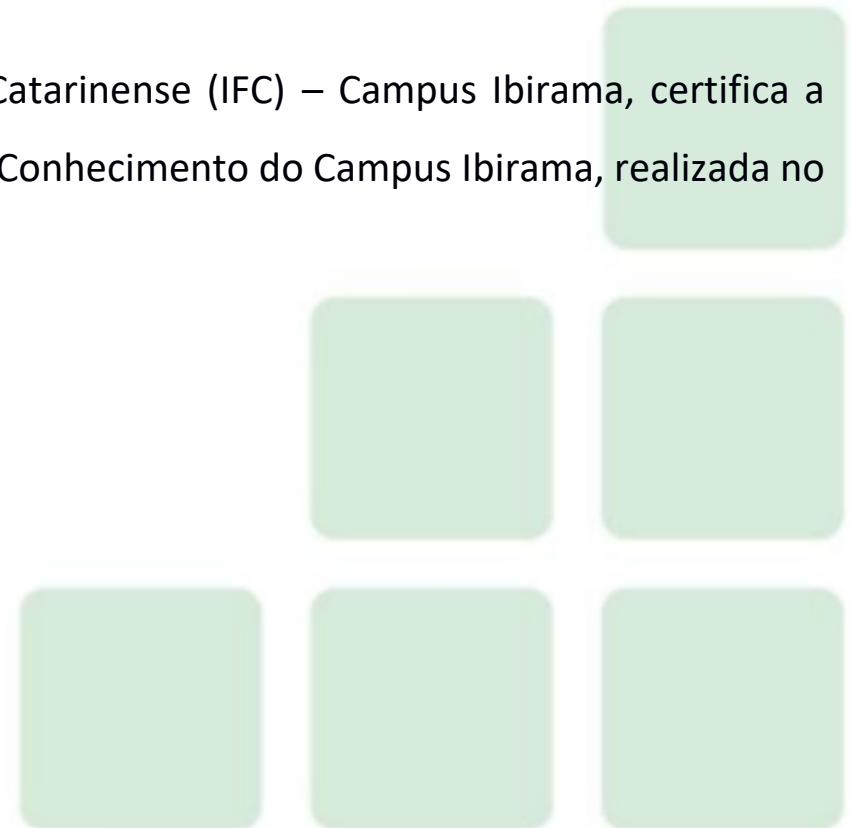 Catarinense (IFC) – Campus Ibirama, certifica a
Conhecimento do Campus Ibirama, realizada no